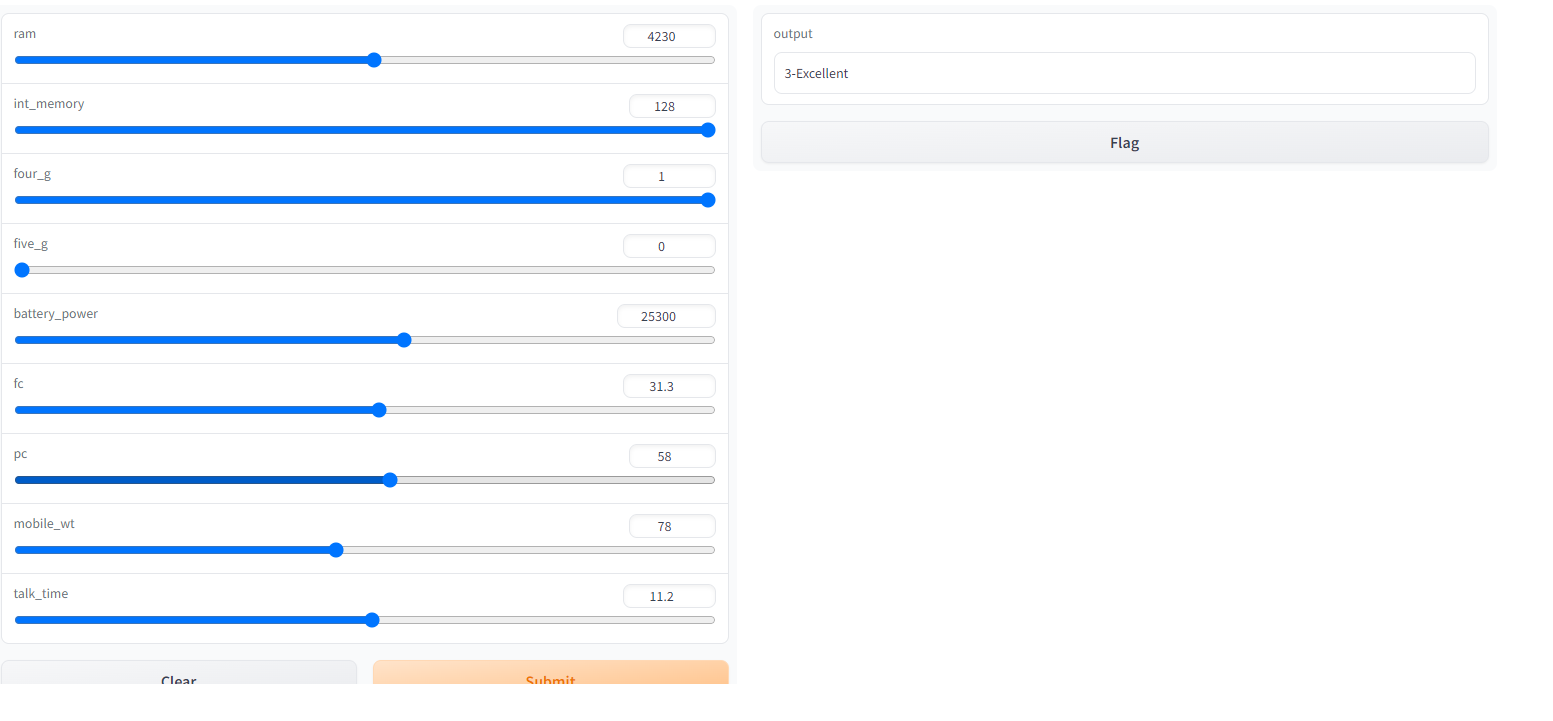 ram
4230
int_memory
128
four_g
1
five_g
0
battery_power
25300
fc
31.3
pc
58
mobile_wt
78
talk_time
11.2
Clear
Submit
output
3-Excellent
Flag